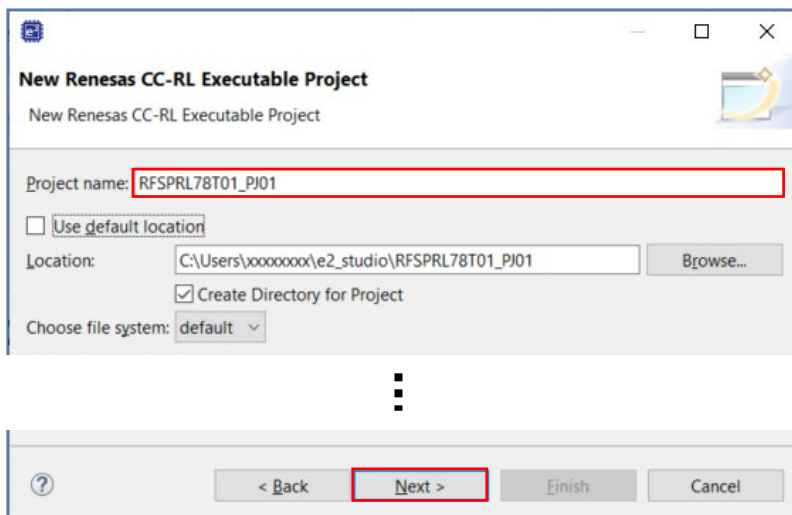 New Renesas CC-RL Executable Project
New Renesas CC-RL Executable Project
Project name: RFSPRL78T01_PJ01
Use default location
Location: C:\Users\xxxxxxxx\e2_studio\RFSPRL78T01_PJ01 Browse...
Create Directory for Project
Choose file system: default
< Back Next > Finish Cancel